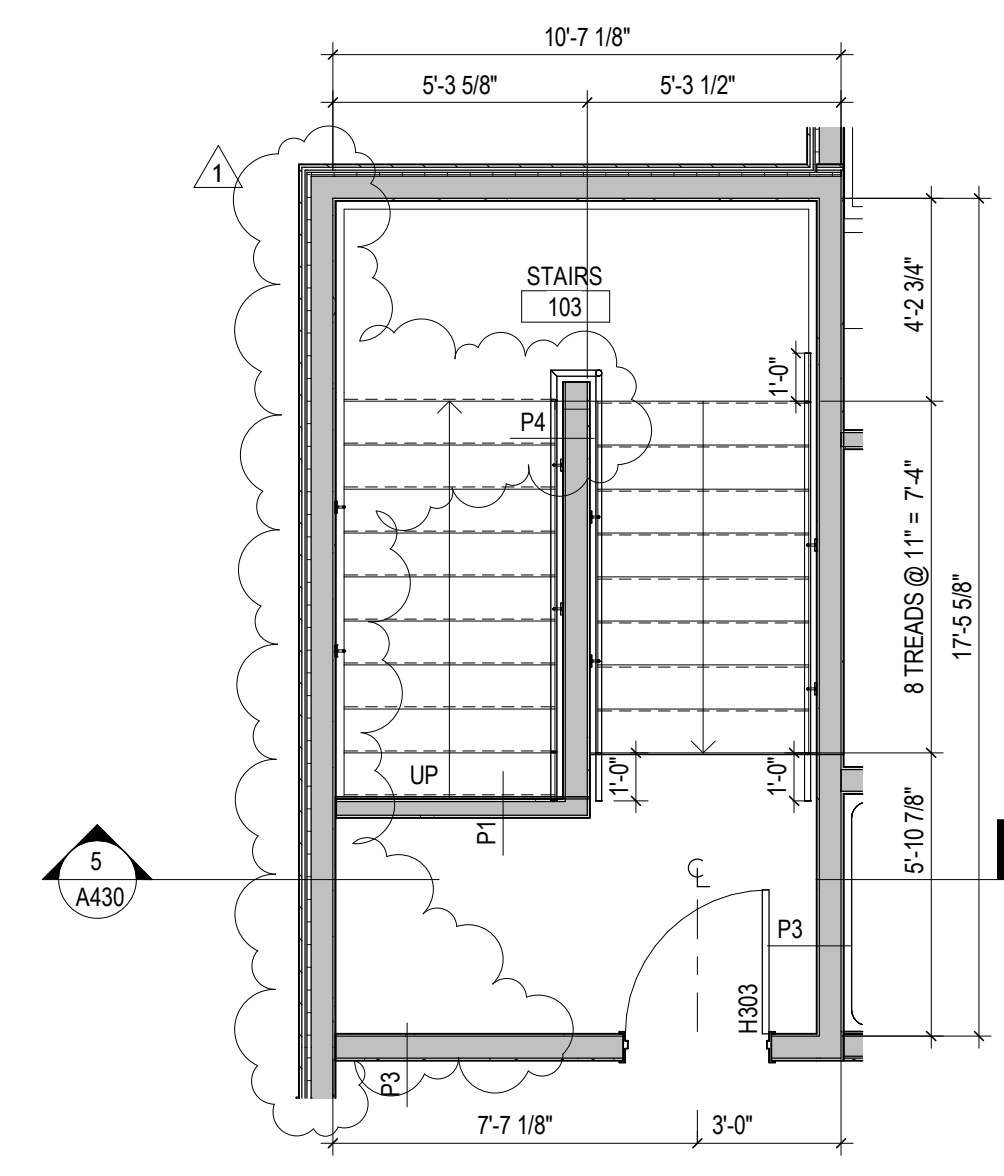 10'-7 1/8"
5'-3 5/8"
5'-3 1/2"
1
STAIRS
103
4'-2 3/4"
1'-0"
P4
8 TREADS @ 11" = 7'-4"
17'-5 5/8"
UP
1'-0"
1'-0"
P1
5
A430
5'-10 7/8"
CL
P3
H303
P3
7'-7 1/8"
3'-0"